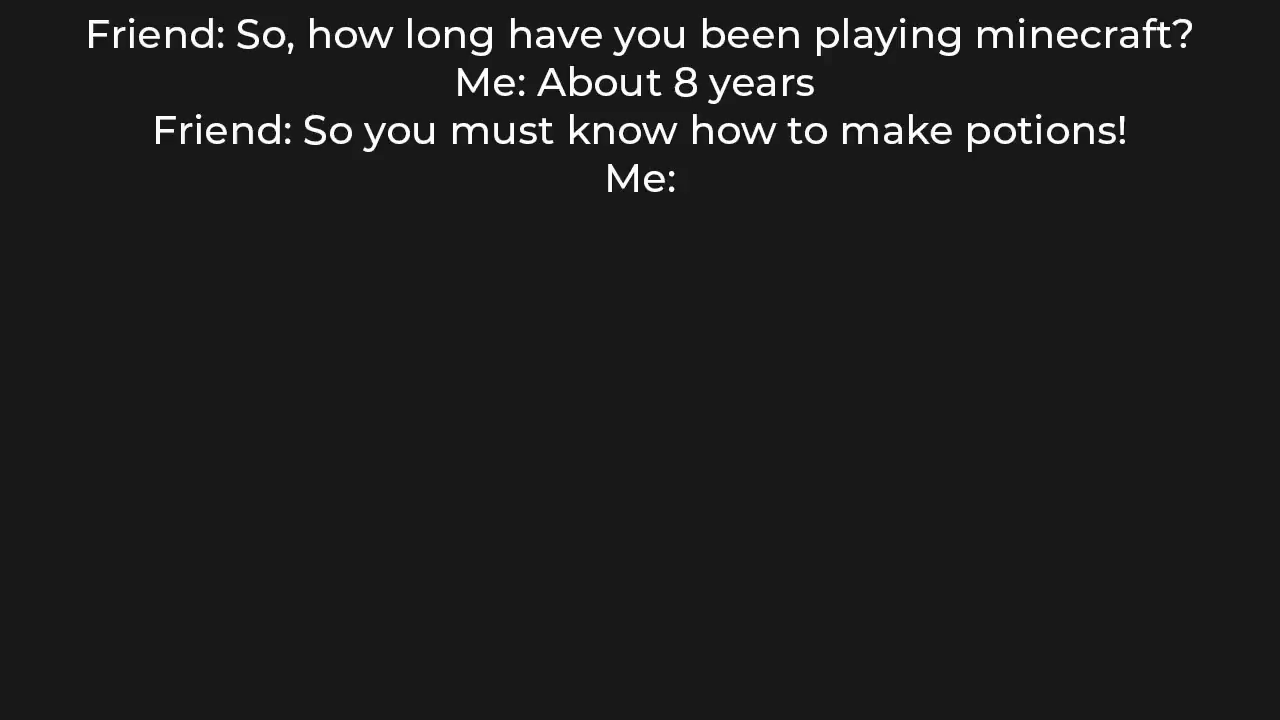 Friend: So, how long have you been playing minecraft?
Me: About 8 years
Friend: So you must know how to make potions!
Me: